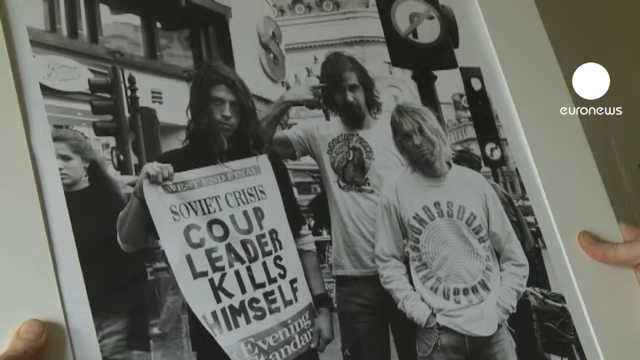 euronews
WEST END FINAL
SOVIET CRISIS
COUP
LEADER
KILLS
HIMSELF
Evening
Standard